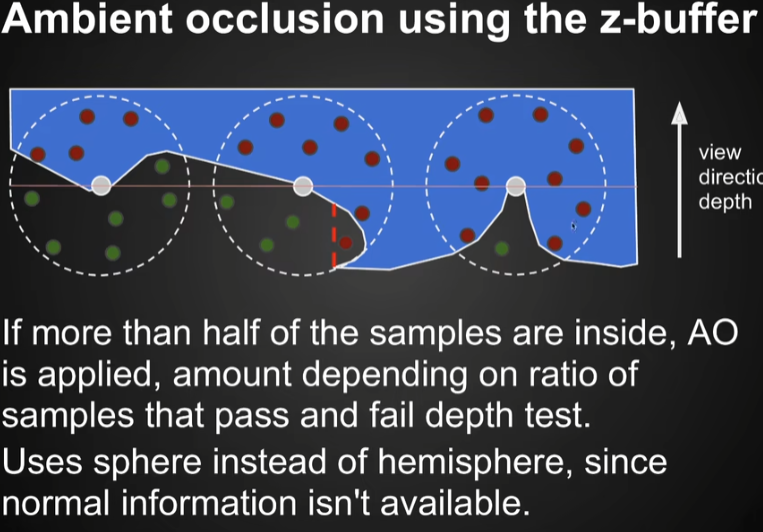 Ambient occlusion using the z-buffer
view
directio
depth
If more than half of the samples are inside, AO
is applied, amount depending on ratio of
samples that pass and fail depth test.
Uses sphere instead of hemisphere, since
normal information isn't available.